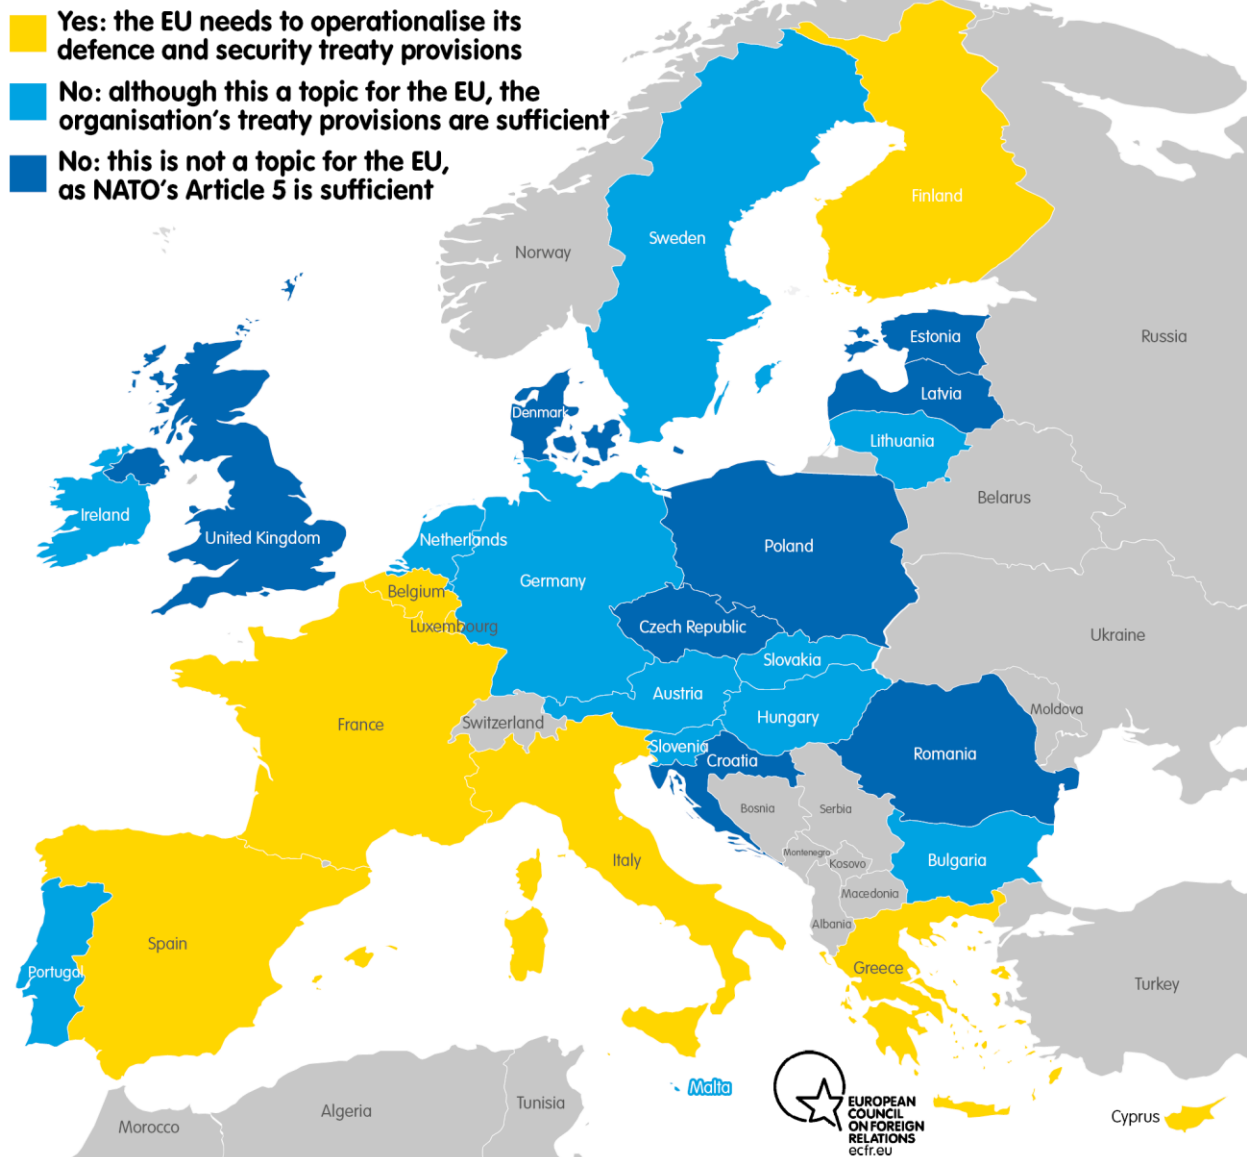 Yes: the EU needs to operationalise its
defence and security treaty provisions
No: although this a topic for the EU, the
organisation's treaty provisions are sufficient
No: this is not a topic for the EU,
as NATO's Article 5 is sufficient
Finland
Sweden
Norway
Russia
Estonia
Latvia
Denmark
Lithuania
Belarus
Ireland
United Kingdom
Netherlands
Poland
Germany
Belgium
Luxembourg
Czech Republic
Ukraine
Slovakia
Austria
Hungary
Moldova
France
Switzerland
Slovenia
Croatia
Romania
Bosnia
Serbia
Montenegro
Kosovo
Bulgaria
Italy
Macedonia
Albania
Spain
Portugal
Greece
Turkey
Malta
Cyprus
Tunisia
Algeria
Morocco
EUROPEAN
COUNCIL
ON FOREIGN
RELATIONS
ecfr.eu